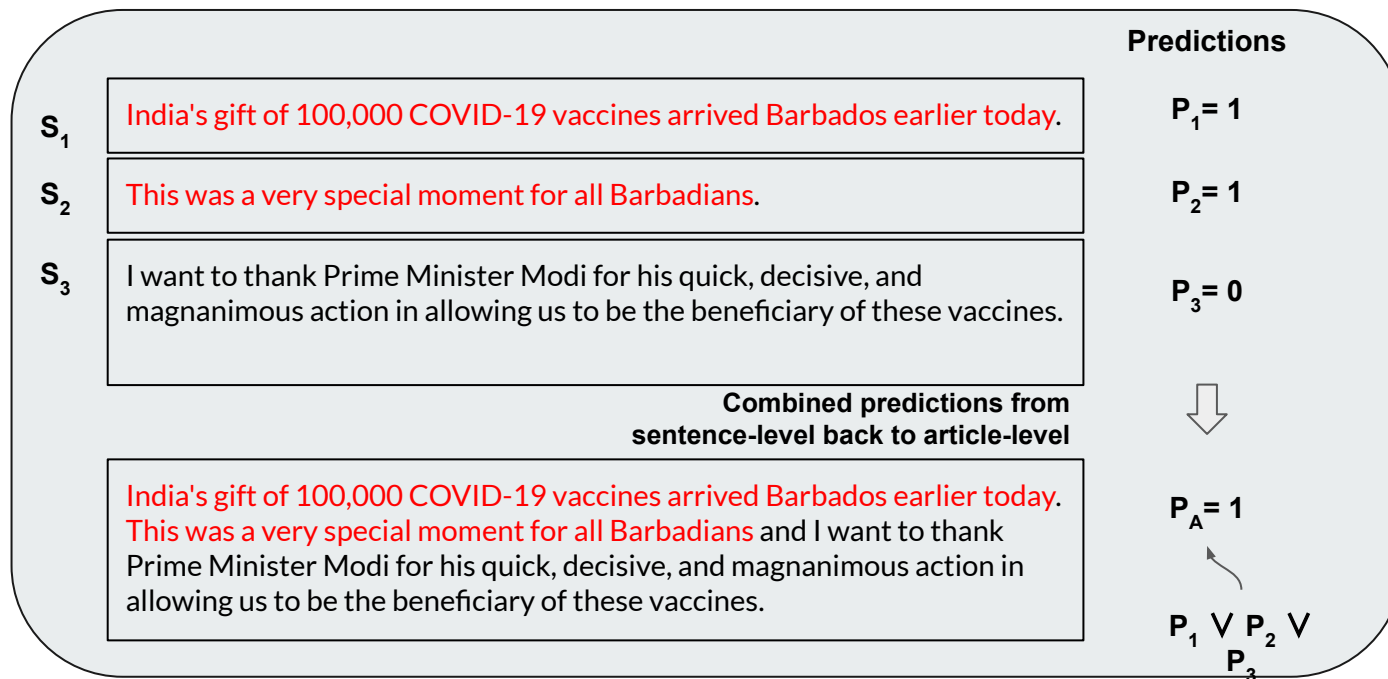 Predictions
S1
India's gift of 100,000 COVID-19 vaccines arrived Barbados earlier today.
P1= 1
S2
This was a very special moment for all Barbadians.
P2= 1
S3
I want to thank Prime Minister Modi for his quick, decisive, and
magnanimous action in allowing us to be the beneficiary of these vaccines.
P3= 0
Combined predictions from
sentence-level back to article-level
India's gift of 100,000 COVID-19 vaccines arrived Barbados earlier today.
This was a very special moment for all Barbadians and I want to thank
Prime Minister Modi for his quick, decisive, and magnanimous action in
allowing us to be the beneficiary of these vaccines.
PA= 1
P1 ∨ P2 ∨
P3